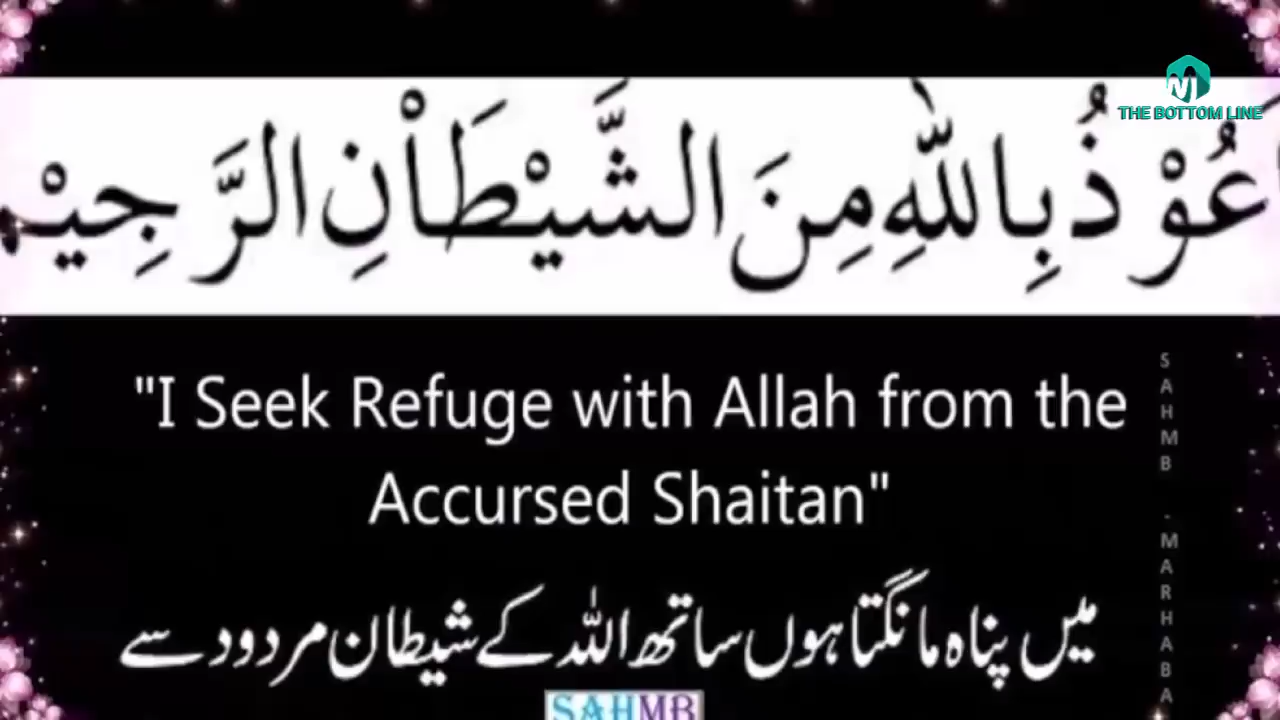 THE BOTTOM LINE
عُوْذُ بِاللّٰهِ مِنَ الشَّيْطَاْنِ الرَّجِيْم
"I Seek Refuge with Allah from the
Accursed Shaitan"
میں پناہ مانگتا ہوں ساتھ اللہ کے شیطان مردود سے
SAHMB
SAHMB - MARHABA